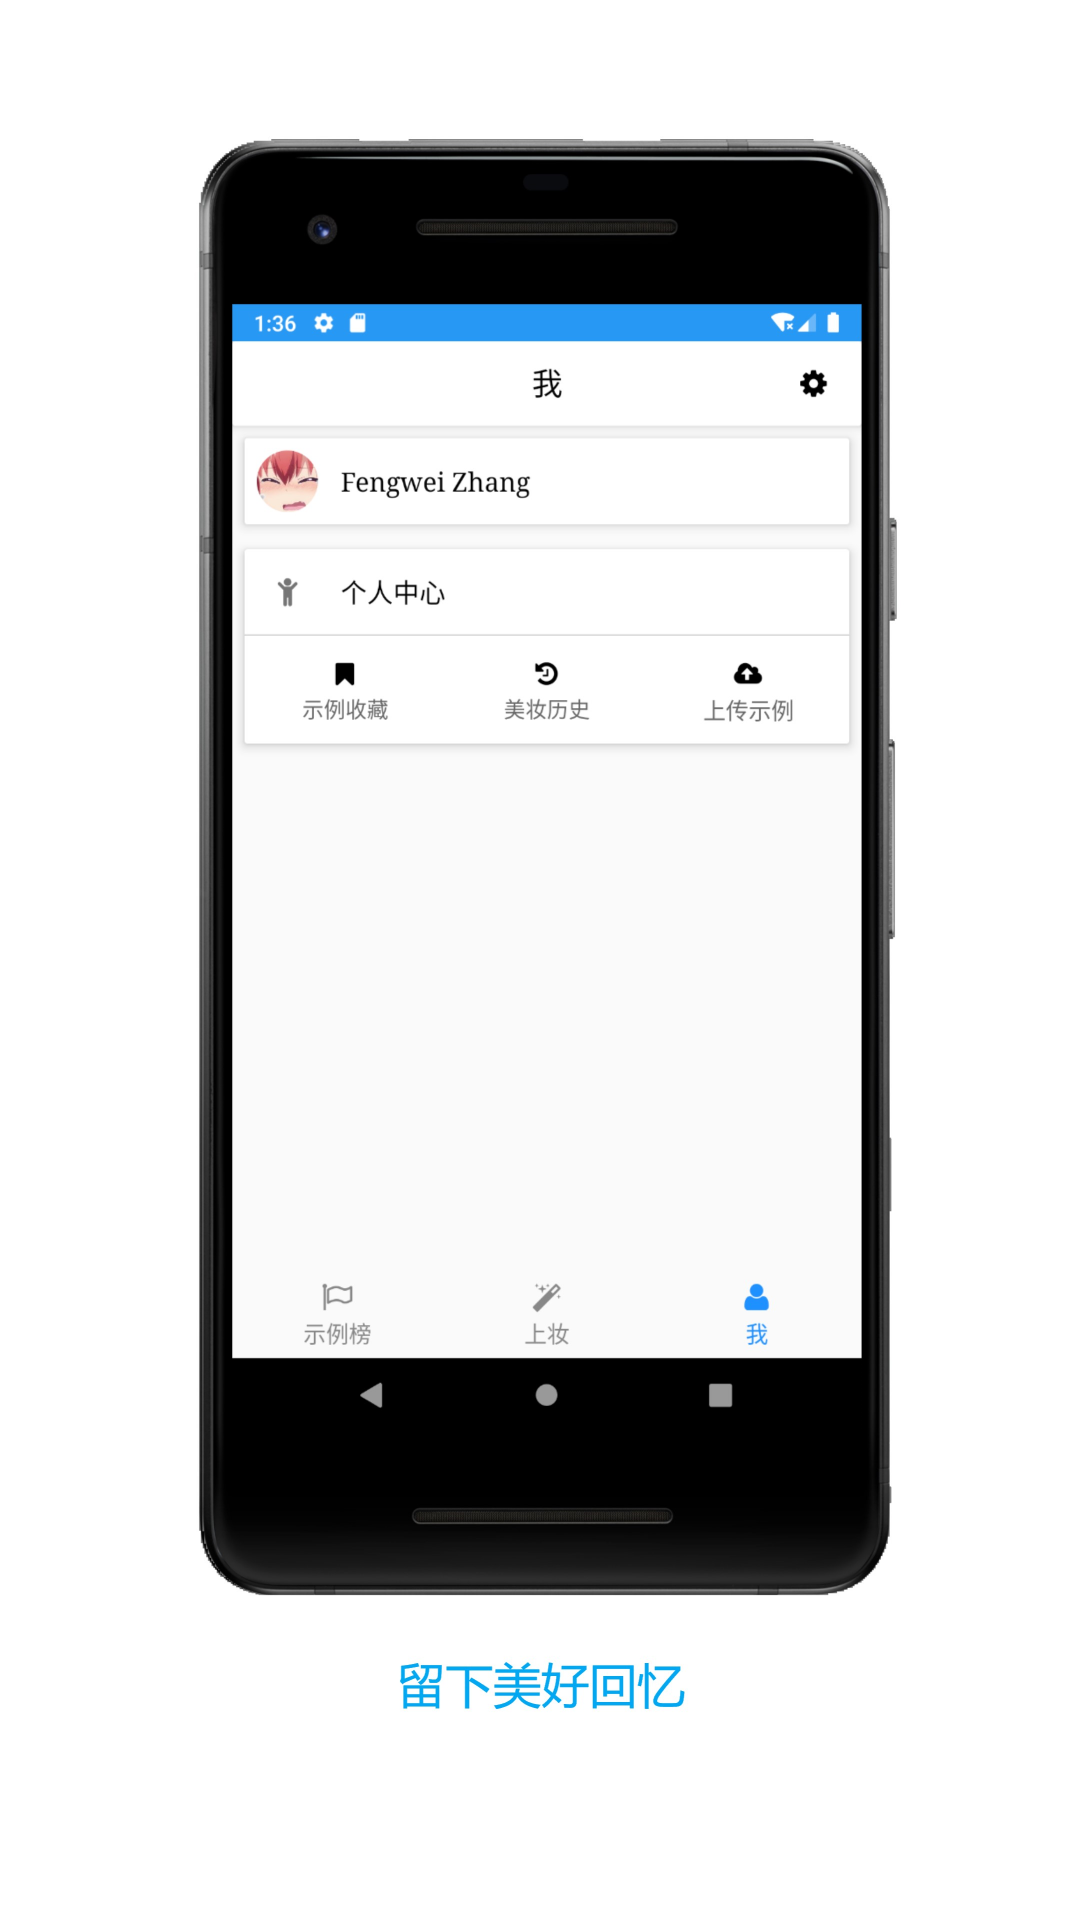 1:36
我
Fengwei Zhang
个人中心
示例收藏 美妆历史 上传示例
示例榜 上妆 我
留下美好回忆